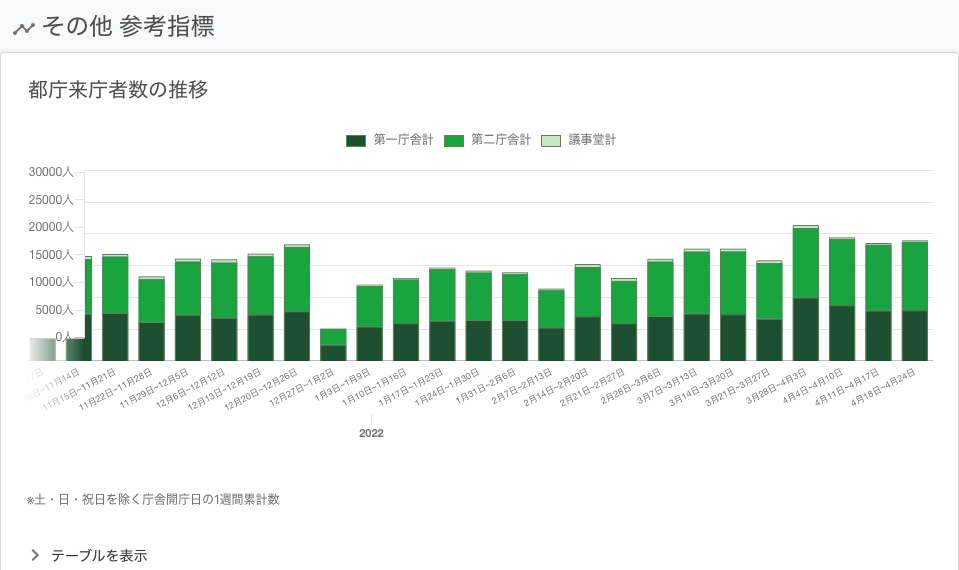 その他 参考指標
都庁来庁者数の推移
第一庁舎計 第二庁舎計 議事堂計
30000人
25000人
20000人
15000人
10000人
5000人
0人
11月15日~11月21日
11月22日~11月28日
11月29日~12月5日
12月6日~12月12日
12月13日~12月19日
12月20日~12月26日
12月27日~1月2日
1月3日~1月9日
1月10日~1月16日
1月17日~1月23日
1月24日~1月30日
1月31日~2月6日
2月7日~2月13日
2月14日~2月20日
2月21日~2月27日
2月28日~3月6日
3月7日~3月13日
3月14日~3月20日
3月21日~3月27日
3月28日~4月3日
4月4日~4月10日
4月11日~4月17日
4月18日~4月24日
2022
※土・日・祝日を除く庁舎開庁日の1週間累計数
テーブルを表示